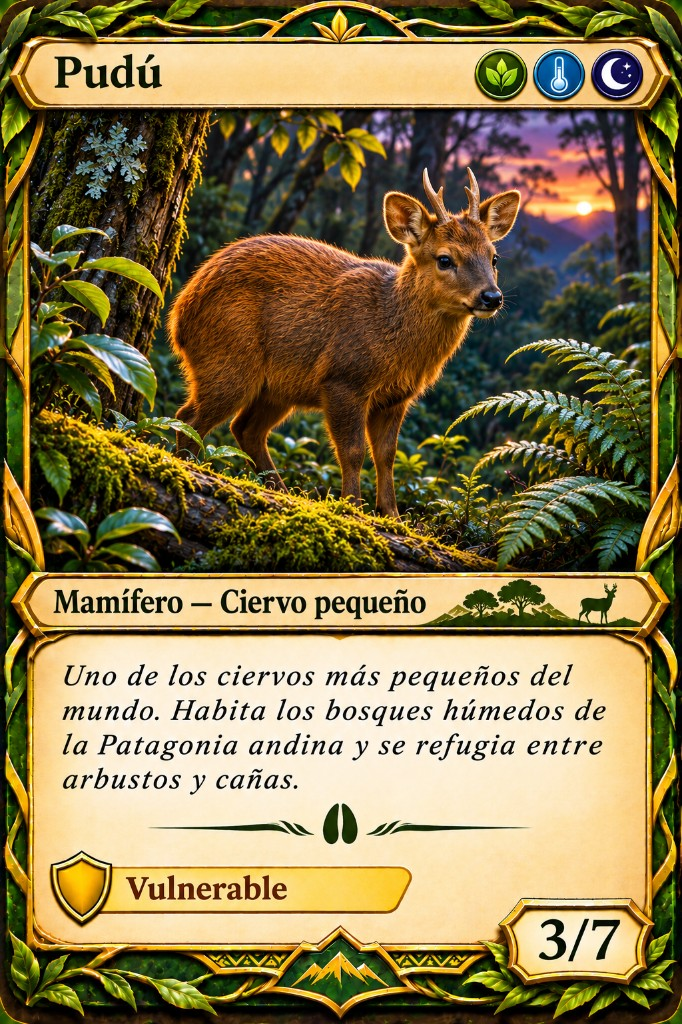 Pudú
Mamífero – Ciervo pequeño
Uno de los ciervos más pequeños del
mundo. Habita los bosques húmedos de
la Patagonia andina y se refugia entre
arbustos y cañas.
Vulnerable
3/7